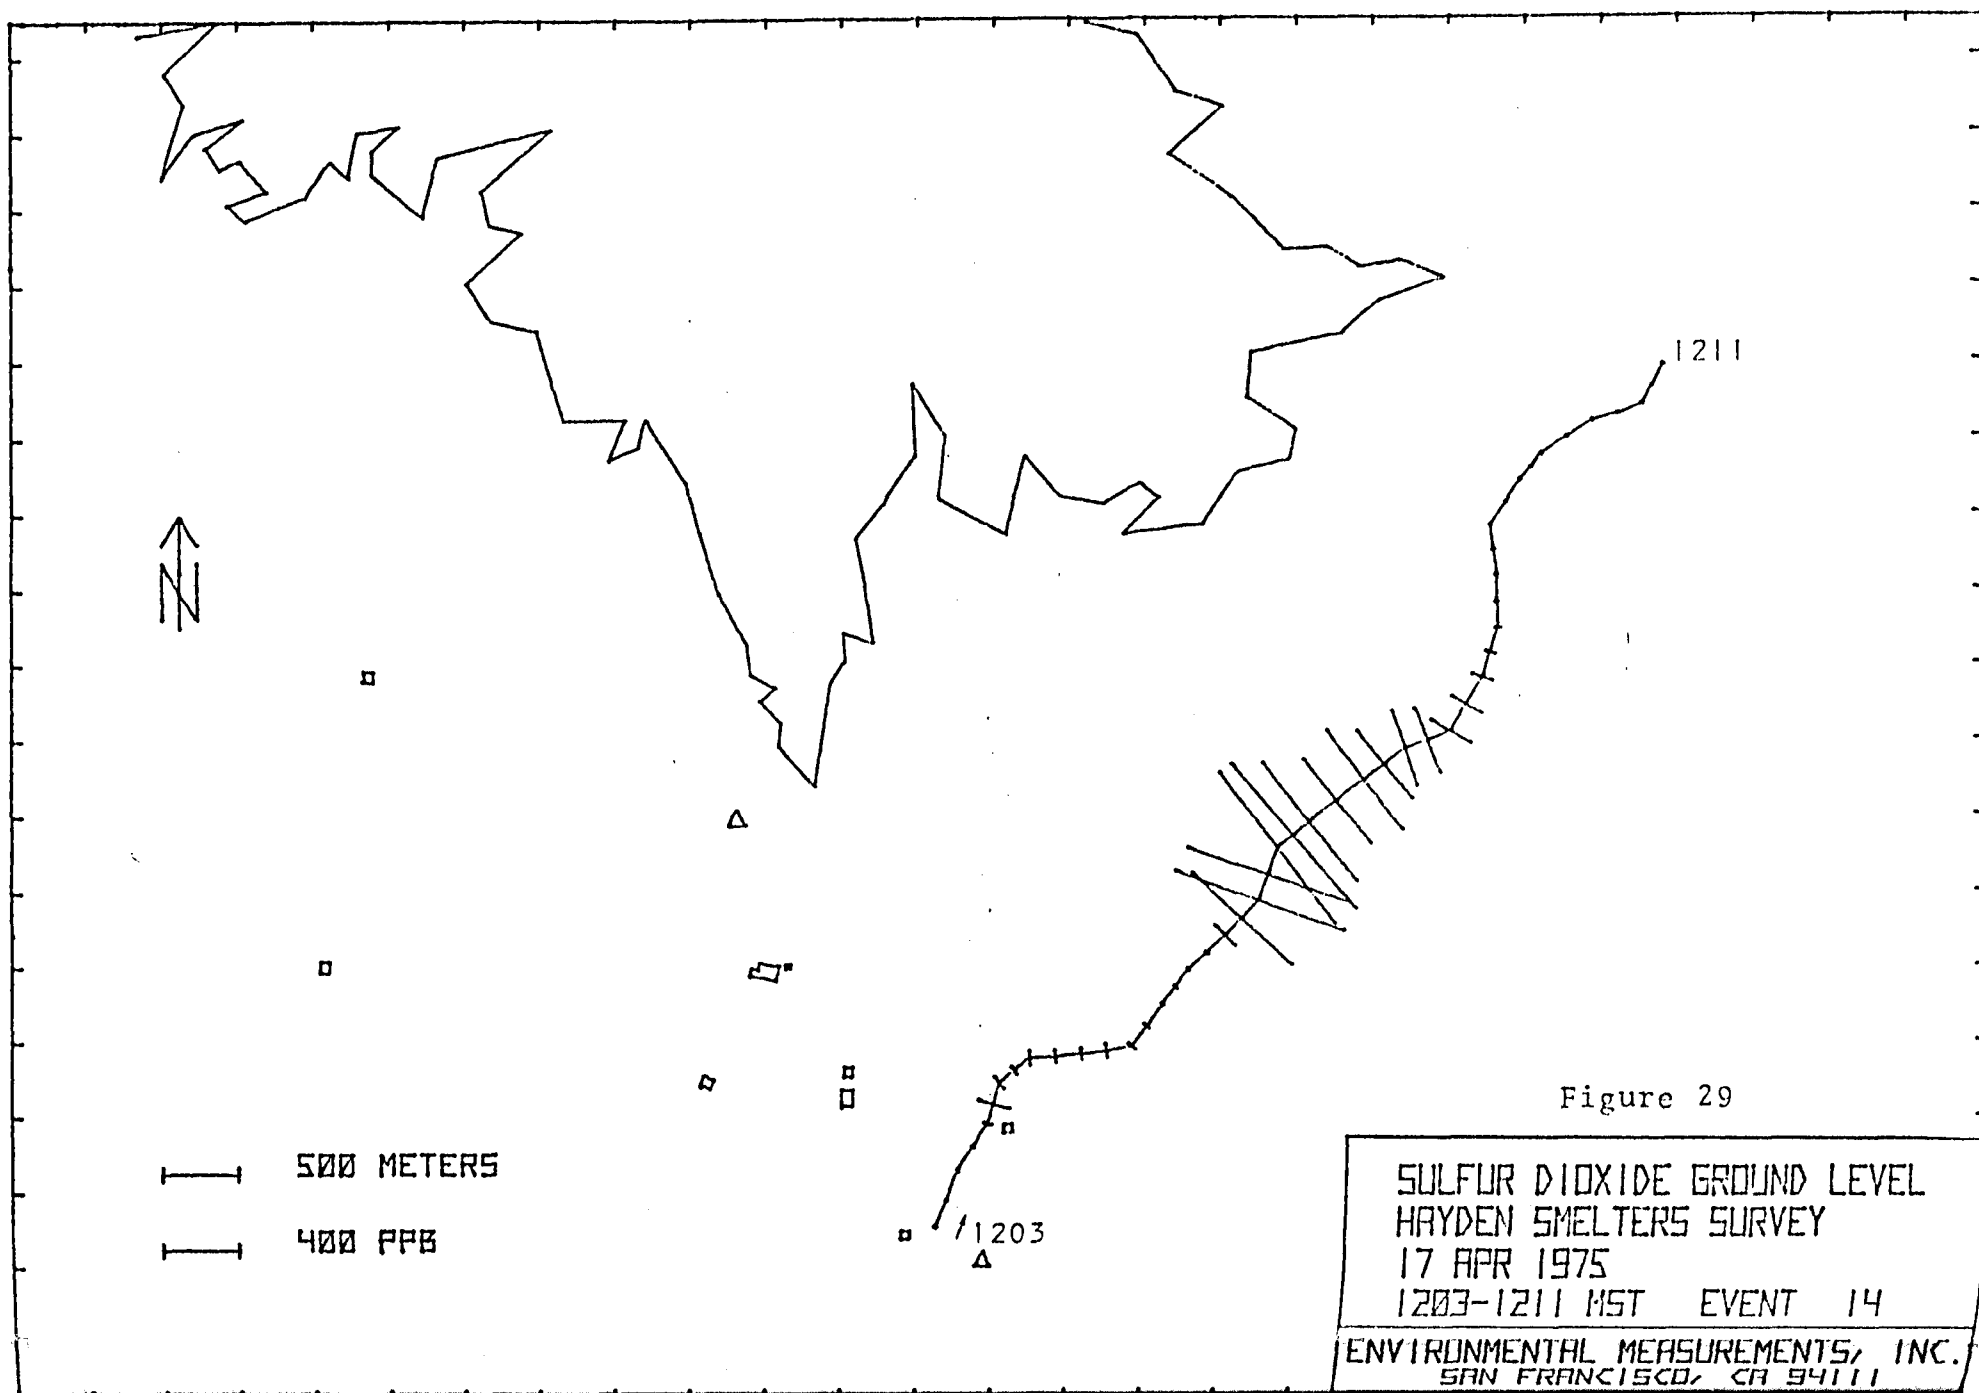 1211
N
Figure 29
500 METERS
400 PPB
1203
SULFUR DIOXIDE GROUND LEVEL
HAYDEN SMELTERS SURVEY
17 APR 1975
1203-1211 MST EVENT 14
ENVIRONMENTAL MEASUREMENTS, INC.
SAN FRANCISCO, CA 94111